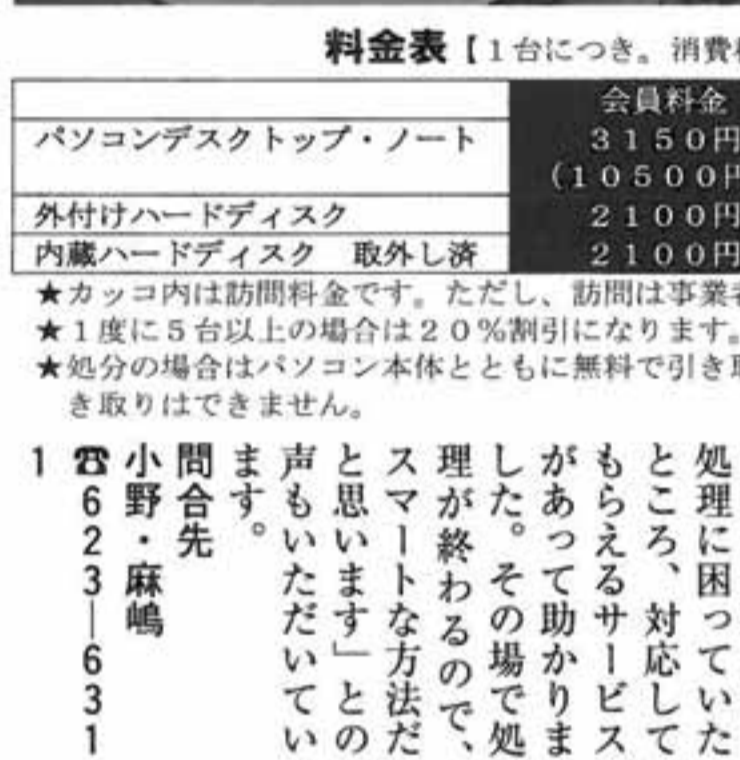 料金表【1台につき。消費
会員料金
パソコンデスクトップ・ノート 3150円
(10500円
外付けハードディスク 2100円
内蔵ハードディスク 取外し済 2100円
★カッコ内は訪問料金です。ただし、訪問は事業
★1度に5台以上の場合は20%割引になります。
★処分の場合はパソコン本体とともに無料で引き
き取りはできません。
処理に困っていた
ところ、対応して
もらえるサービス
があって助かりま
した。その場で処
理が終わるので、
スマートな方法だ
と思います」との
声もいただいてい
ます。
問合先
小野・麻嶋
☎623―631
1